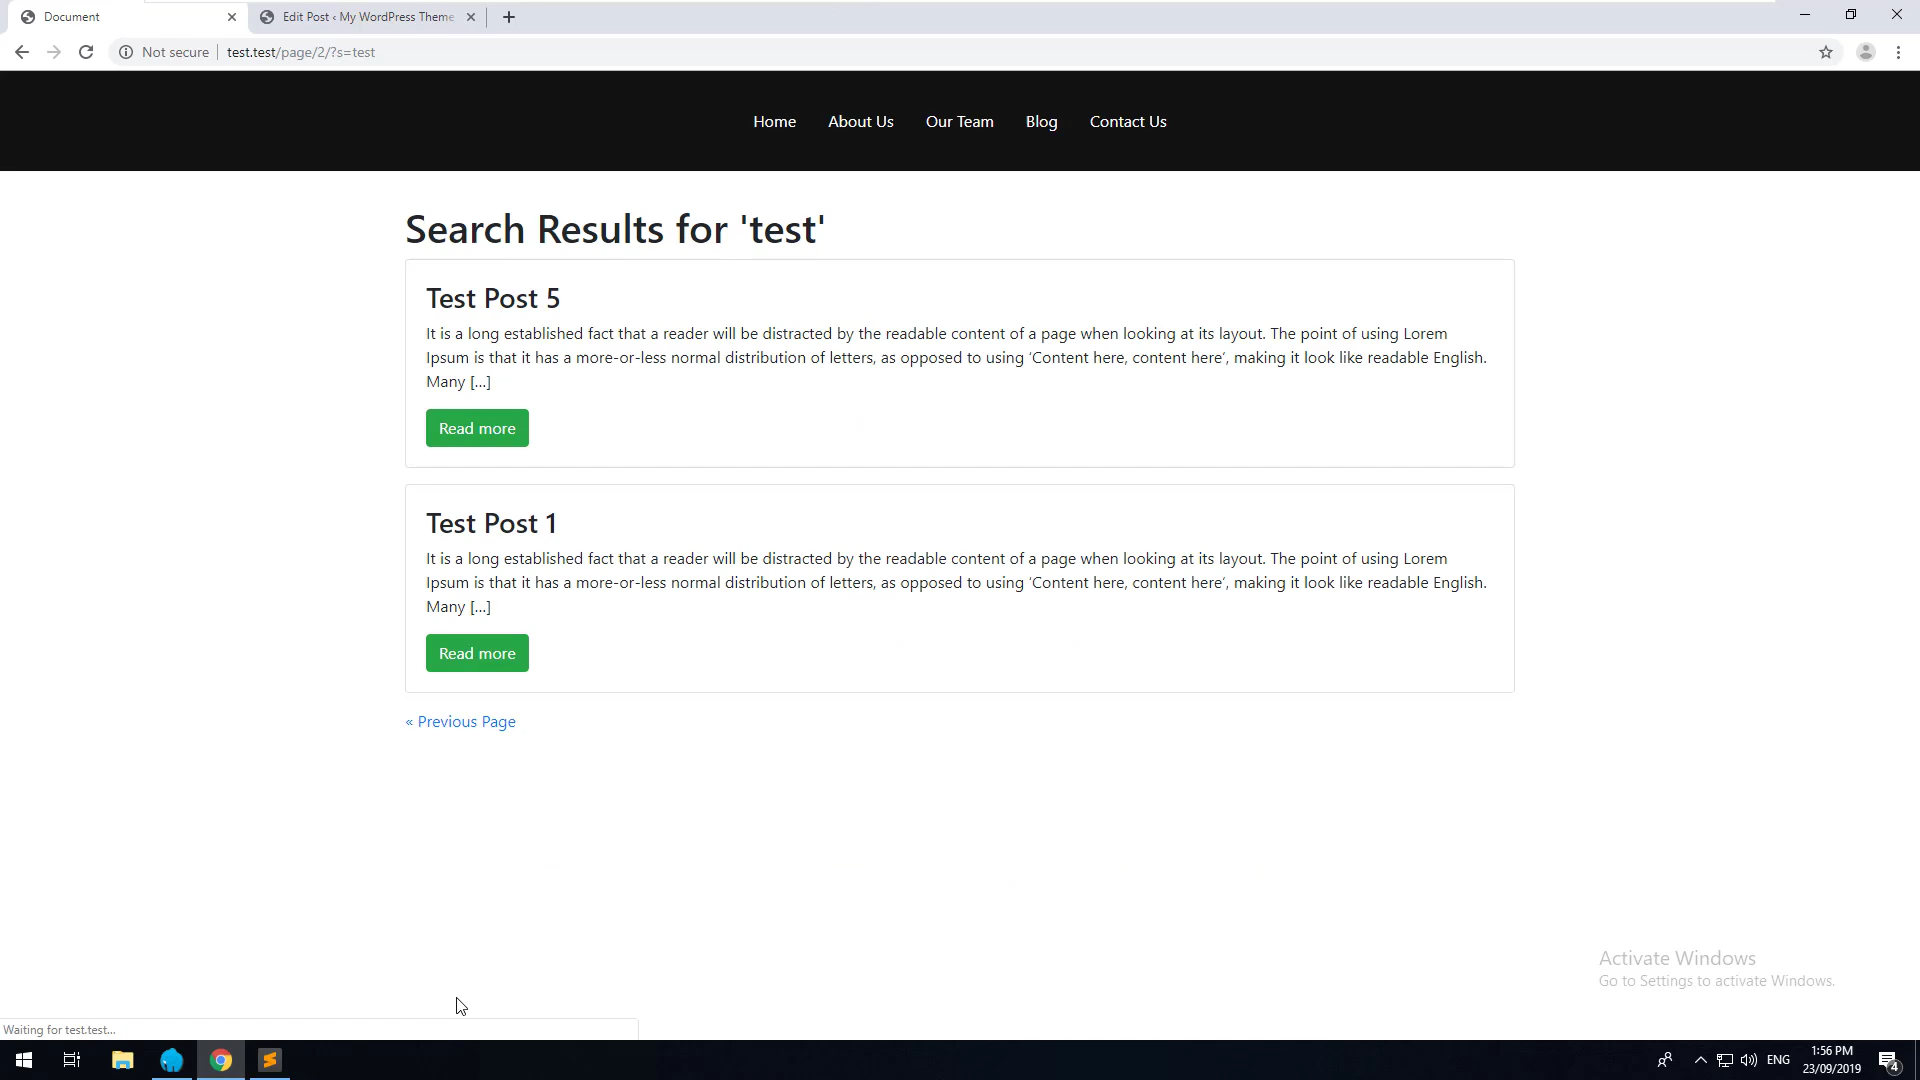 Document
Edit Post ‹ My WordPress Theme
Not secure
test.test/page/2/?s=test
Home
About Us
Our Team
Blog
Contact Us
Search Results for 'test'
Test Post 5
It is a long established fact that a reader will be distracted by the readable content of a page when looking at its layout. The point of using Lorem
Ipsum is that it has a more-or-less normal distribution of letters, as opposed to using ‘Content here, content here’, making it look like readable English.
Many [...]
Read more
Test Post 1
It is a long established fact that a reader will be distracted by the readable content of a page when looking at its layout. The point of using Lorem
Ipsum is that it has a more-or-less normal distribution of letters, as opposed to using ‘Content here, content here’, making it look like readable English.
Many [...]
Read more
« Previous Page
Activate Windows
Go to Settings to activate Windows.
Waiting for test.test...
ENG
1:56 PM
23/09/2019
4